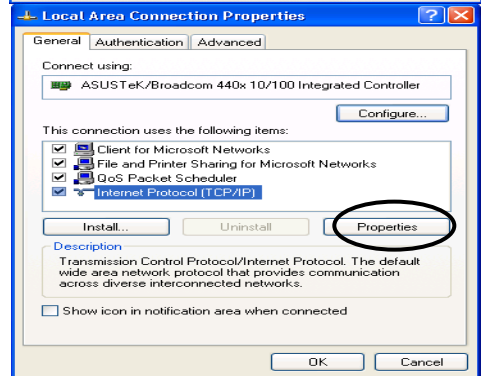 Local Area Connection Properties
General Authentication Advanced
Connect using:
ASUSTeK/Broadcom 440x 10/100 Integrated Controller
Configure...
This connection uses the following items:
Client for Microsoft Networks
File and Printer Sharing for Microsoft Networks
QoS Packet Scheduler
Internet Protocol (TCP/IP)
Install... Uninstall Properties
Description
Transmission Control Protocol/Internet Protocol. The default
wide area network protocol that provides communication
across diverse interconnected networks.
Show icon in notification area when connected
OK Cancel